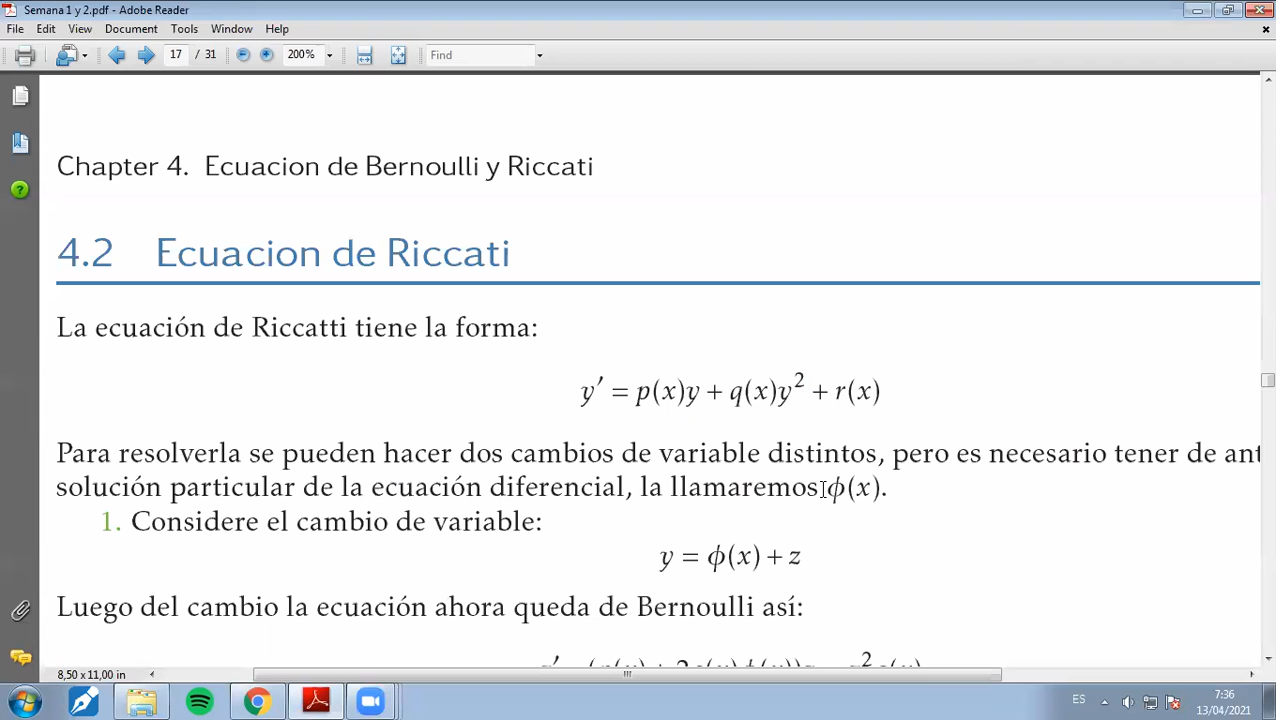 Semana 1 y 2.pdf - Adobe Reader
File Edit View Document Tools Window Help
17 / 31 200% Find
Chapter 4. Ecuacion de Bernoulli y Riccati
4.2 Ecuacion de Riccati
La ecuación de Riccatti tiene la forma:
y′ = p(x)y + q(x)y² + r(x)
Para resolverla se pueden hacer dos cambios de variable distintos, pero es necesario tener de ant
solución particular de la ecuación diferencial, la llamaremos ϕ(x).
1. Considere el cambio de variable:
y = ϕ(x) + z
Luego del cambio la ecuación ahora queda de Bernoulli así:
8,50 x 11,00 in
ES 7:36
13/04/2021